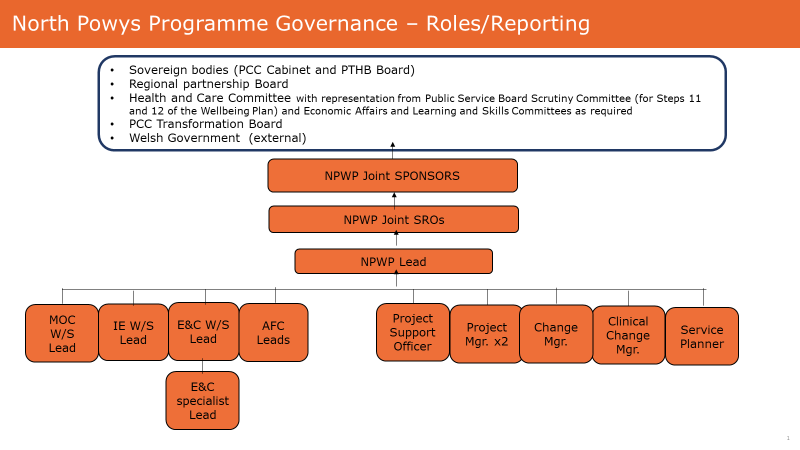 North Powys Programme Governance – Roles/Reporting
• Sovereign bodies (PCC Cabinet and PTHB Board)
• Regional partnership Board
• Health and Care Committee with representation from Public Service Board Scrutiny Committee (for Steps 11
and 12 of the Wellbeing Plan) and Economic Affairs and Learning and Skills Committees as required
• PCC Transformation Board
• Welsh Government (external)
NPWP Joint SPONSORS
NPWP Joint SROs
NPWP Lead
MOC
W/S
Lead
IE W/S
Lead
E&C W/S
Lead
AFC
Leads
Project
Support
Officer
Project
Mgr. x2
Change
Mgr.
Clinical
Change
Mgr.
Service
Planner
E&C
specialist
Lead
1